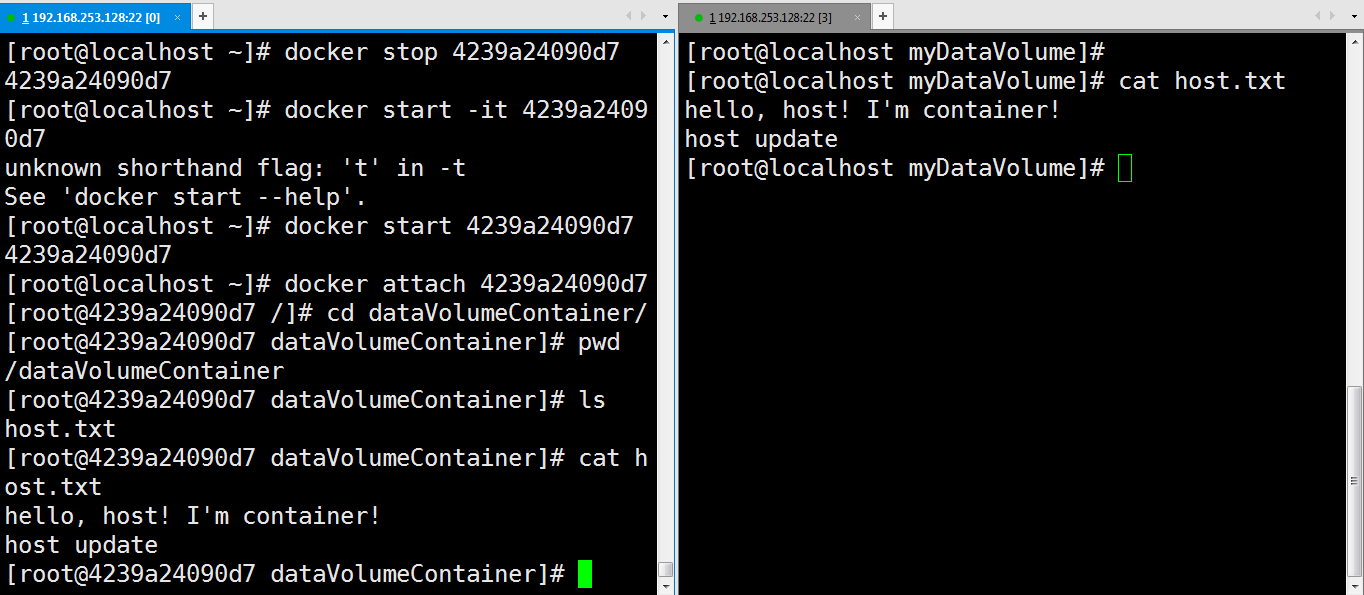 1 192.168.253.128:22 [0] × +
[root@localhost ~]# docker stop 4239a24090d7
4239a24090d7
[root@localhost ~]# docker start -it 4239a2409
0d7
unknown shorthand flag: 't' in -t
See 'docker start --help'.
[root@localhost ~]# docker start 4239a24090d7
4239a24090d7
[root@localhost ~]# docker attach 4239a24090d7
[root@4239a24090d7 /]# cd dataVolumeContainer/
[root@4239a24090d7 dataVolumeContainer]# pwd
/dataVolumeContainer
[root@4239a24090d7 dataVolumeContainer]# ls
host.txt
[root@4239a24090d7 dataVolumeContainer]# cat h
ost.txt
hello, host! I'm container!
host update
[root@4239a24090d7 dataVolumeContainer]#
1 192.168.253.128:22 [3] × +
[root@localhost myDataVolume]#
[root@localhost myDataVolume]# cat host.txt
hello, host! I'm container!
host update
[root@localhost myDataVolume]#